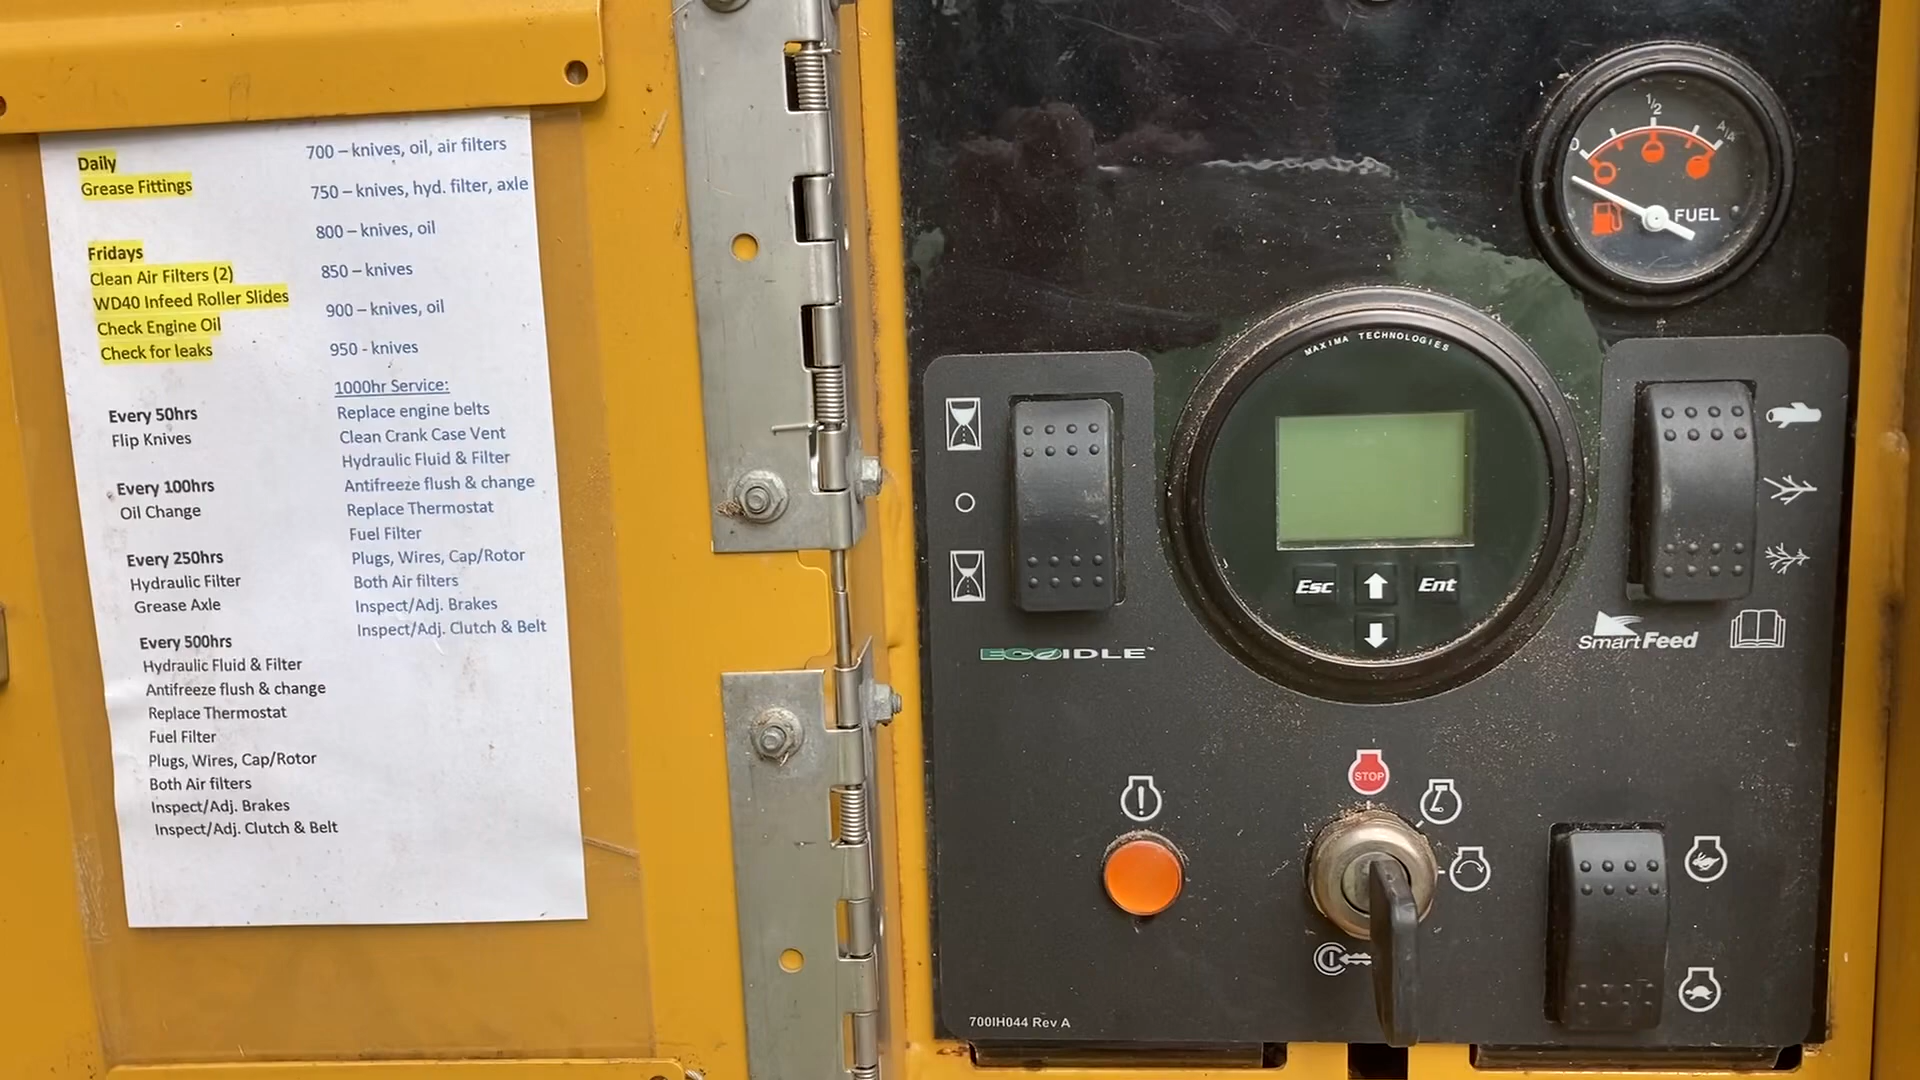 Daily
Grease Fittings
Fridays
Clean Air Filters (2)
WD40 Infeed Roller Slides
Check Engine Oil
Check for leaks
Every 50hrs
Flip Knives
Every 100hrs
Oil Change
Every 250hrs
Hydraulic Filter
Grease Axle
Every 500hrs
Hydraulic Fluid & Filter
Antifreeze flush & change
Replace Thermostat
Fuel Filter
Plugs, Wires, Cap/Rotor
Both Air filters
Inspect/Adj. Brakes
Inspect/Adj. Clutch & Belt
700 – knives, oil, air filters
750 – knives, hyd. filter, axle
800 – knives, oil
850 – knives
900 – knives, oil
950 - knives
1000hr Service:
Replace engine belts
Clean Crank Case Vent
Hydraulic Fluid & Filter
Antifreeze flush & change
Replace Thermostat
Fuel Filter
Plugs, Wires, Cap/Rotor
Both Air filters
Inspect/Adj. Brakes
Inspect/Adj. Clutch & Belt
0 1/2
FUEL
MAXIMA TECHNOLOGIES
Esc Ent
ECOIDLE™
SmartFeed
STOP
700IH044 Rev A